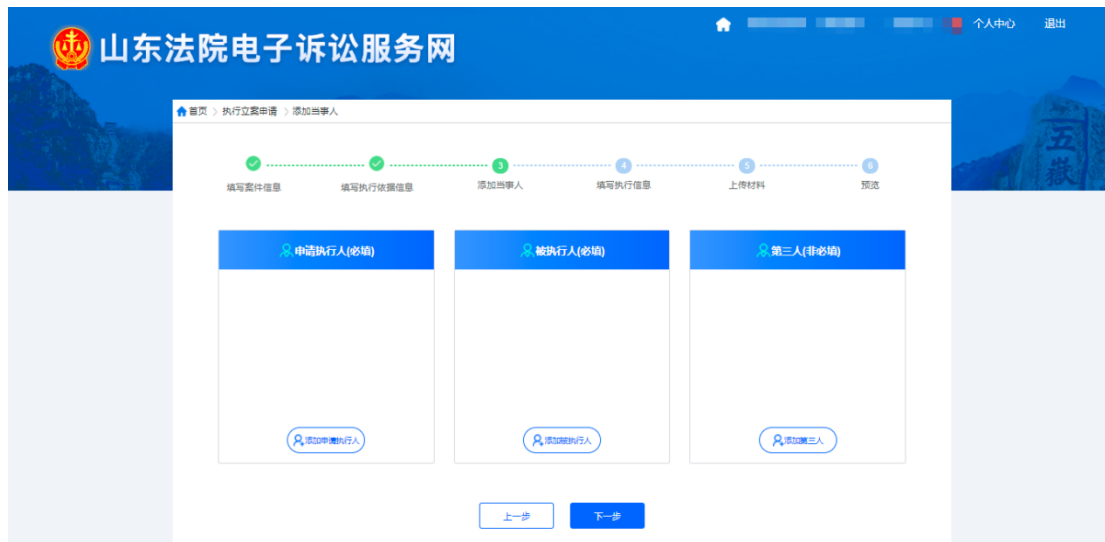 个人中心 退出
山东法院电子诉讼服务网
首页 > 执行立案申请 > 添加当事人
3 4 5 6
填写案件信息 填写执行依据信息 添加当事人 填写执行信息 上传材料 预览
申请执行人(必填) 被执行人(必填) 第三人(非必填)
添加申请执行人 添加被执行人 添加第三人
上一步 下一步
五
嶽